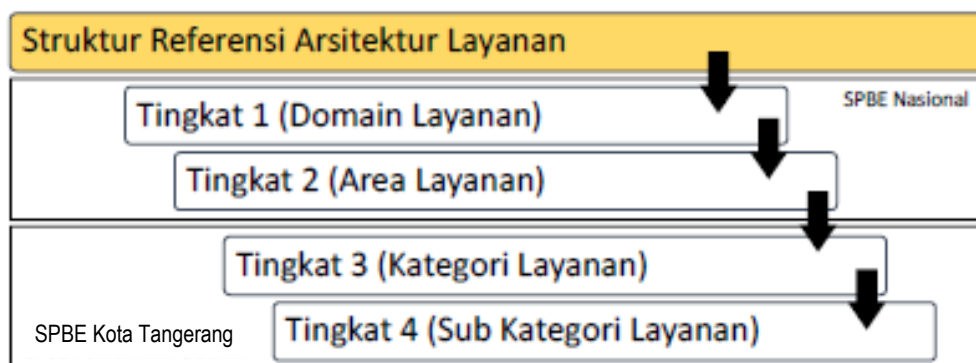 Struktur Referensi Arsitektur Layanan
SPBE Nasional
Tingkat 1 (Domain Layanan)
Tingkat 2 (Area Layanan)
Tingkat 3 (Kategori Layanan)
SPBE Kota Tangerang
Tingkat 4 (Sub Kategori Layanan)